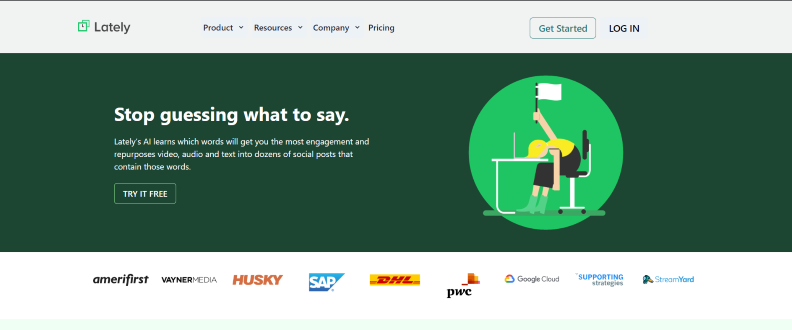 Lately
Product Resources Company Pricing
Get Started LOG IN
Stop guessing what to say.
Lately's AI learns which words will get you the most engagement and
repurposes video, audio and text into dozens of social posts that
contain those words.
TRY IT FREE
amerifirst VAYNERMEDIA HUSKY SAP DHL pwc Google Cloud SUPPORTING strategies StreamYard